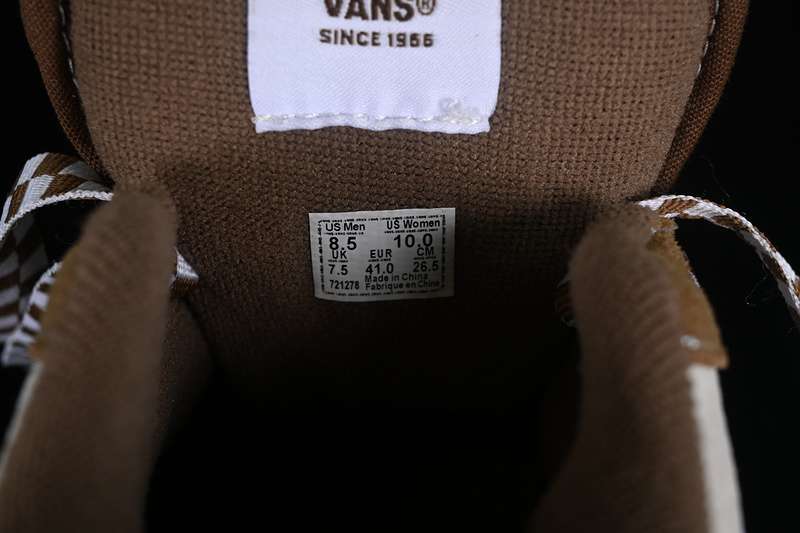 VANS®
SINCE 1966
US Men US Women
8.5 10.0
UK EUR CM
7.5 41.0 26.5
721278 Made in China
Fabrique en Chine